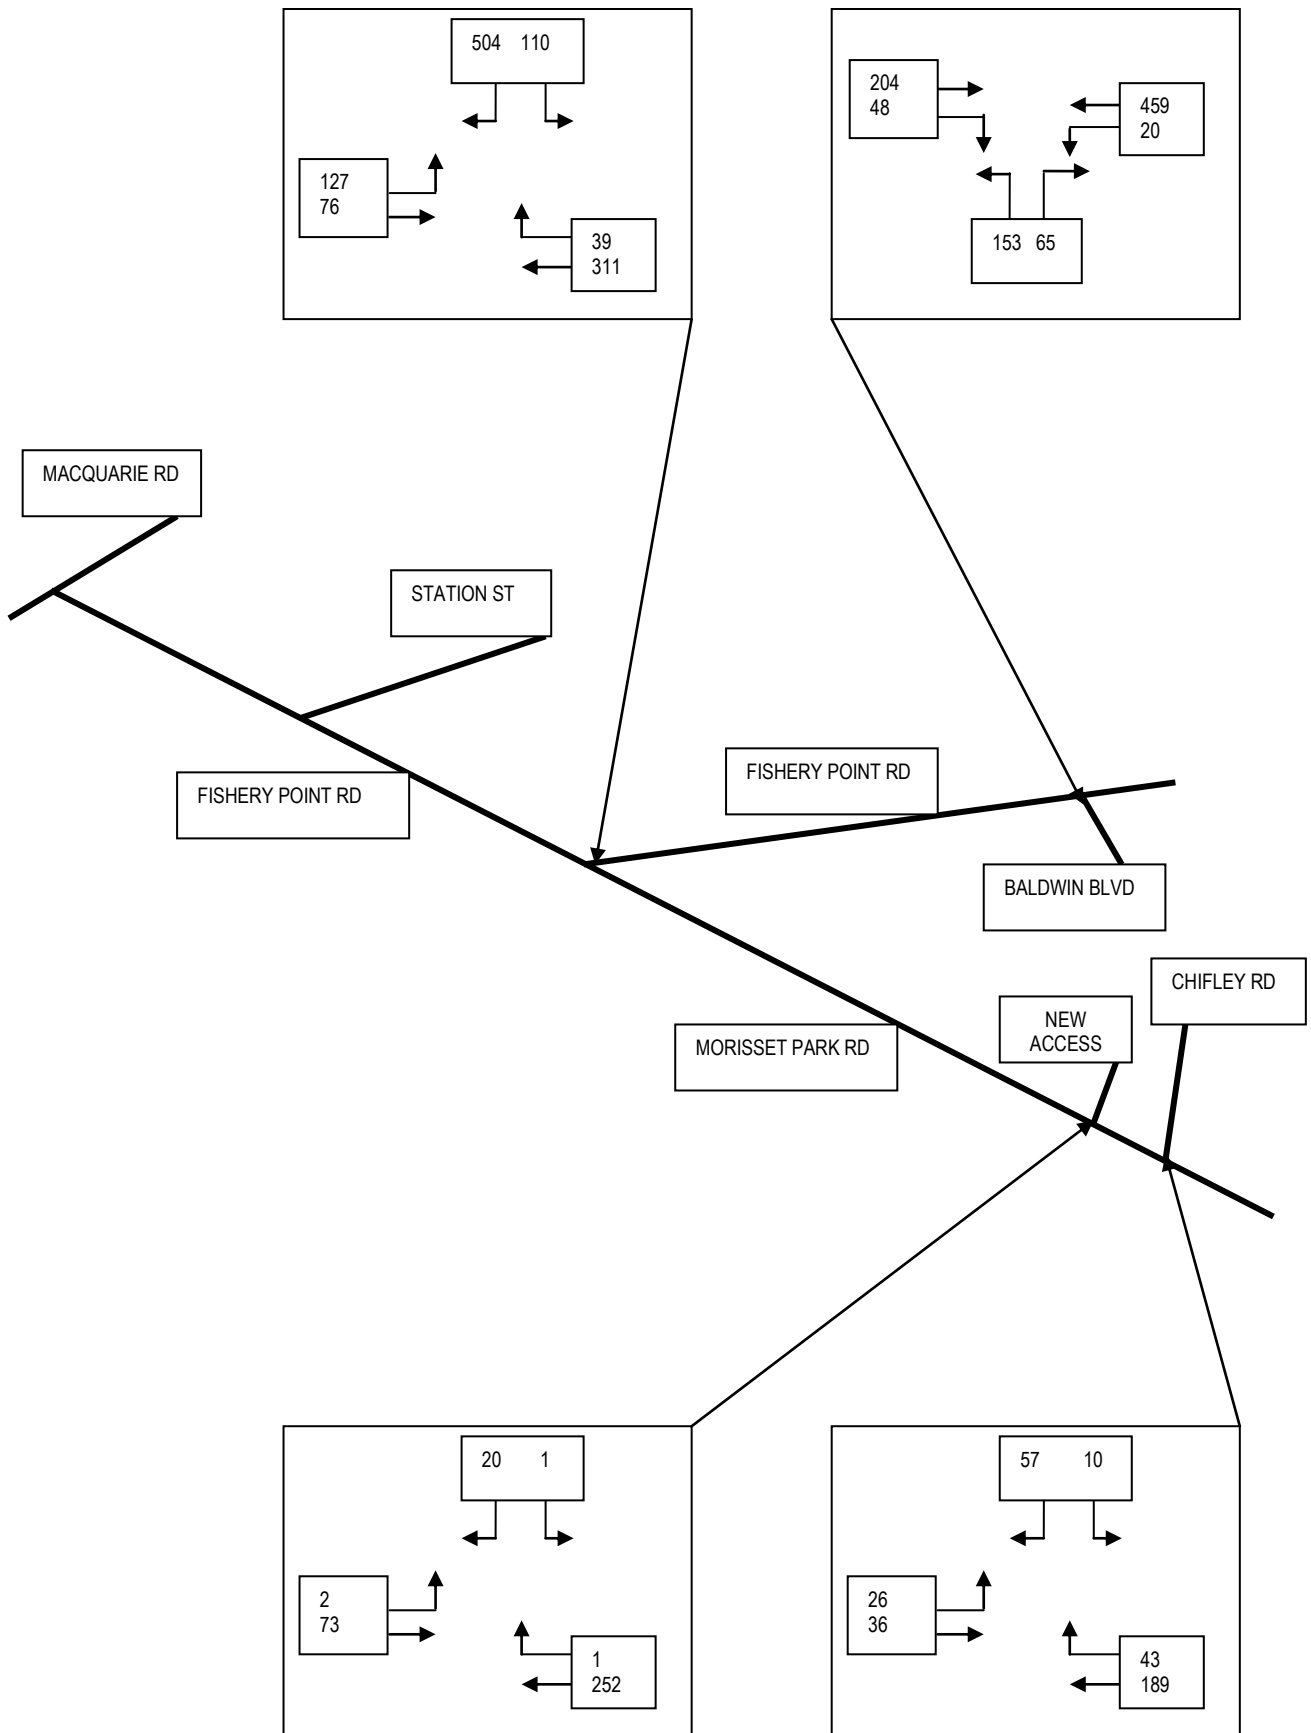 504 110
127
76
39
311
204
48
459
20
153 65
MACQUARIE RD
STATION ST
FISHERY POINT RD
FISHERY POINT RD
BALDWIN BLVD
CHIFLEY RD
NEW
ACCESS
MORISSET PARK RD
20 1
2
73
1
252
57 10
26
36
43
189